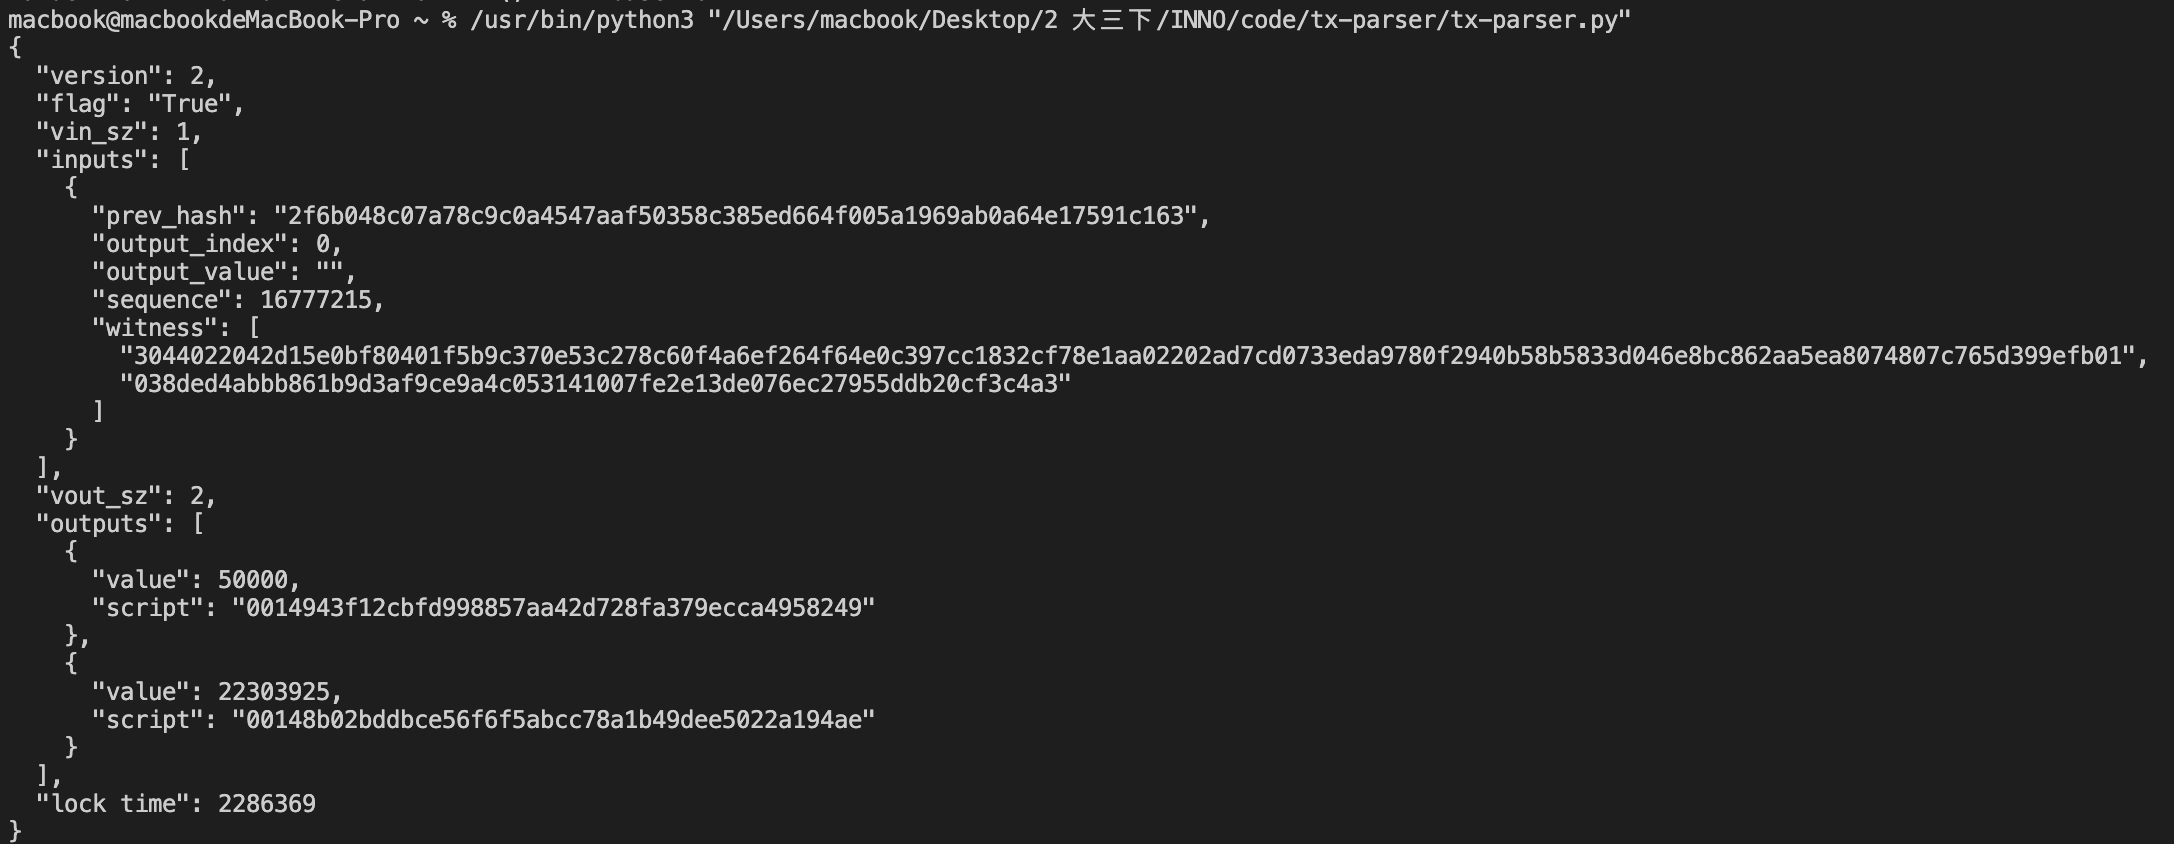 macbook@macbookdeMacBook-Pro ~ % /usr/bin/python3 "/Users/macbook/Desktop/2 大三下/INNO/code/tx-parser/tx-parser.py"
{
  "version": 2,
  "flag": "True",
  "vin_sz": 1,
  "inputs": [
    {
      "prev_hash": "2f6b048c07a78c9c0a4547aaf50358c385ed664f005a1969ab0a64e17591c163",
      "output_index": 0,
      "output_value": "",
      "sequence": 16777215,
      "witness": [
        "3044022042d15e0bf80401f5b9c370e53c278c60f4a6ef264f64e0c397cc1832cf78e1aa02202ad7cd0733eda9780f2940b58b5833d046e8bc862aa5ea8074807c765d399efb01",
        "038ded4abbb861b9d3af9ce9a4c053141007fe2e13de076ec27955ddb20cf3c4a3"
      ]
    }
  ],
  "vout_sz": 2,
  "outputs": [
    {
      "value": 50000,
      "script": "0014943f12cbfd998857aa42d728fa379ecca4958249"
    },
    {
      "value": 22303925,
      "script": "00148b02bddbce56f6f5abcc78a1b49dee5022a194ae"
    }
  ],
  "lock time": 2286369
}